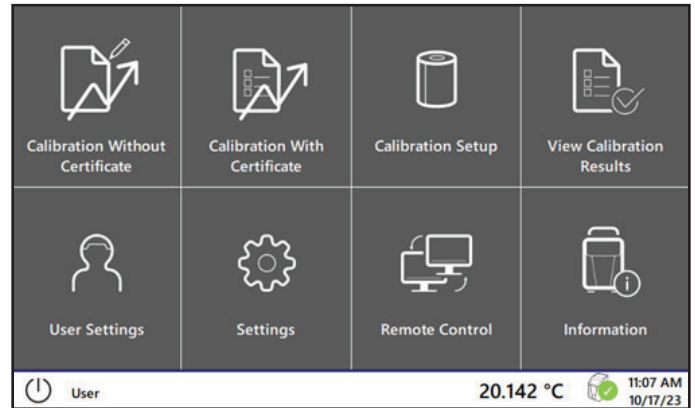 Calibration Without
Certificate
Calibration With
Certificate
Calibration Setup
View Calibration
Results
User Settings
Settings
Remote Control
Information
User
20.142 °C
11:07 AM
10/17/23